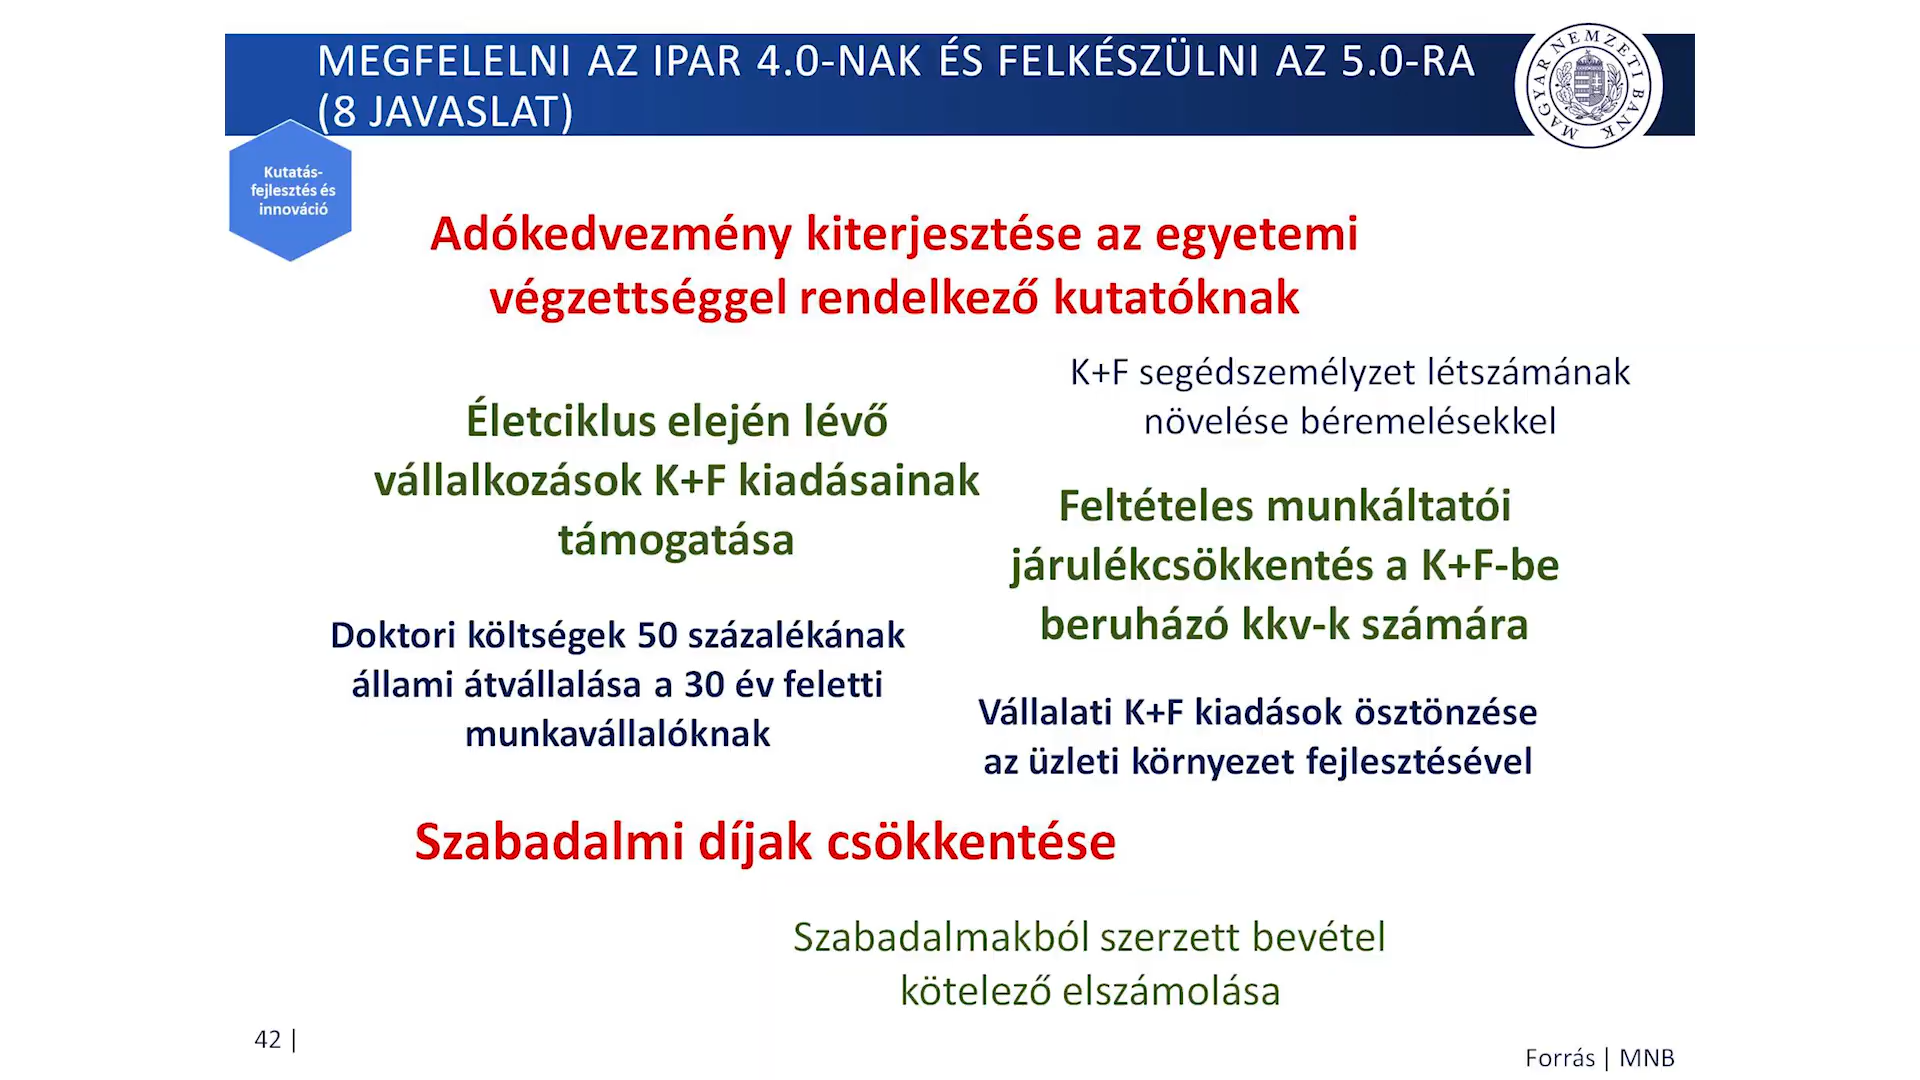 MEGFELELNI AZ IPAR 4.0-NAK ÉS FELKÉSZÜLNI AZ 5.0-RA
(8 JAVASLAT)
MAGYAR NEMZETI BANK
Kutatás-
fejlesztés és
innováció
Adókedvezmény kiterjesztése az egyetemi
végzettséggel rendelkező kutatóknak
K+F segédszemélyzet létszámának
növelése béremelésekkel
Életciklus elején lévő
vállalkozások K+F kiadásainak
támogatása
Feltételes munkáltatói
járulékcsökkentés a K+F-be
beruházó kkv-k számára
Doktori költségek 50 százalékának
állami átvállalása a 30 év feletti
munkavállalóknak
Vállalati K+F kiadások ösztönzése
az üzleti környezet fejlesztésével
Szabadalmi díjak csökkentése
Szabadalmakból szerzett bevétel
kötelező elszámolása
42 |
Forrás | MNB